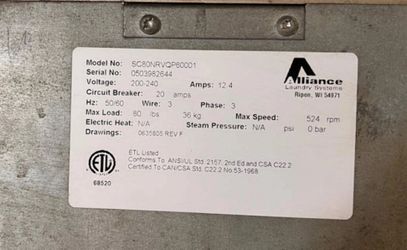 Model No: SC80NRVQP60001
Serial No: 0503982644
Voltage: 200-240 Amps: 12.4
Circuit Breaker: 20 amps
Hz: 50/60 Wire: 3 Phase: 3
Max Load: 80 lbs 36 kg Max Speed: 524 rpm
Electric Heat: N/A Steam Pressure: N/A psi 0 bar
Drawings: 0635805 REV F
Alliance
Laundry Systems
Ripon, WI 54971
ETL
68520
ETL Listed
Conforms To ANSI/UL Std. 2157, 2nd Ed and CSA C22.2
Certified To CAN/CSA Std. C22.2 No.53-1968